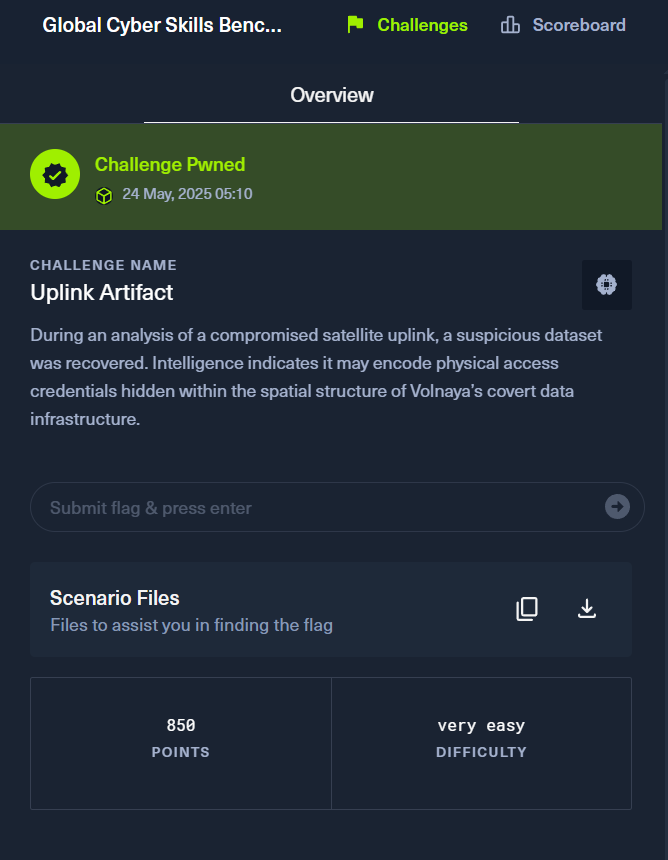 Global Cyber Skills Benc...
Challenges
Scoreboard
Overview
Challenge Pwned
24 May, 2025 05:10
CHALLENGE NAME
Uplink Artifact
During an analysis of a compromised satellite uplink, a suspicious dataset
was recovered. Intelligence indicates it may encode physical access
credentials hidden within the spatial structure of Volnaya's covert data
infrastructure.
Submit flag & press enter
Scenario Files
Files to assist you in finding the flag
850
POINTS
very easy
DIFFICULTY